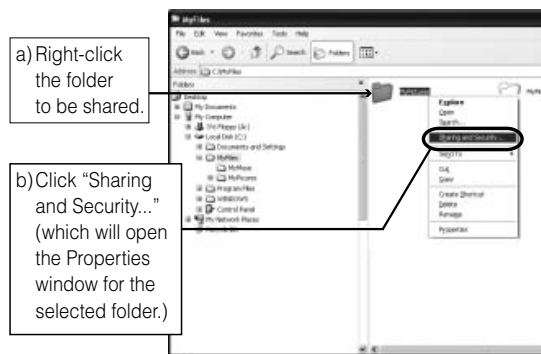 a) Right-click
the folder
to be shared.
b) Click “Sharing
and Security...”
(which will open
the Properties
window for the
selected folder.)
MyFiles
File Edit View Favorites Tools Help
Back Search Folders
Address C:\MyFiles
Folders
Desktop
My Documents
My Computer
3½ Floppy (A:)
Local Disk (C:)
Documents and Settings
MyFiles
MyMusic
MyPictures
Program Files
WINDOWS
Control Panel
My Network Places
Explore
Open
Search...
Sharing and Security...
Send To
Cut
Copy
Create Shortcut
Delete
Rename
Properties